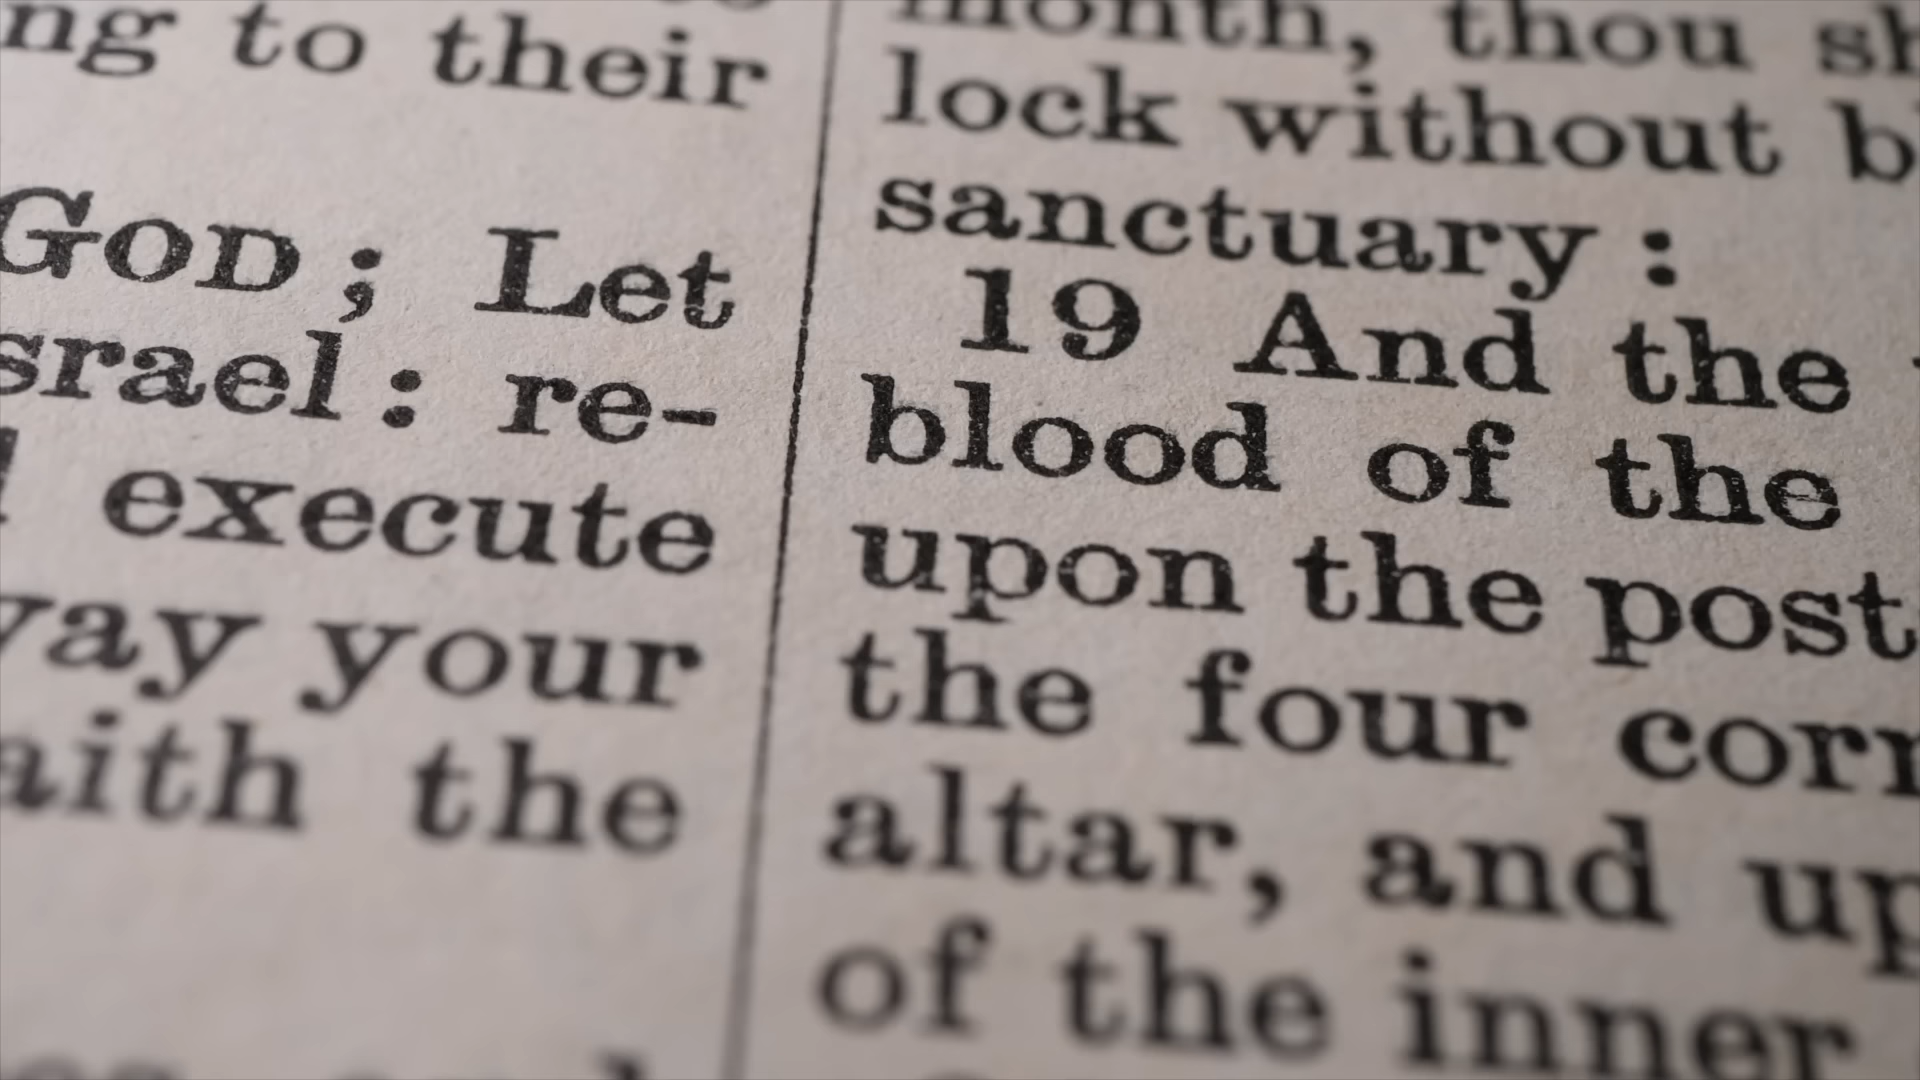 ng to their
GOD; Let
srael: re-
execute
vay your
aith the
month, thou sh
lock without b
sanctuary:
19 And the
blood of the
upon the post
the four corn
altar, and up
of the inner